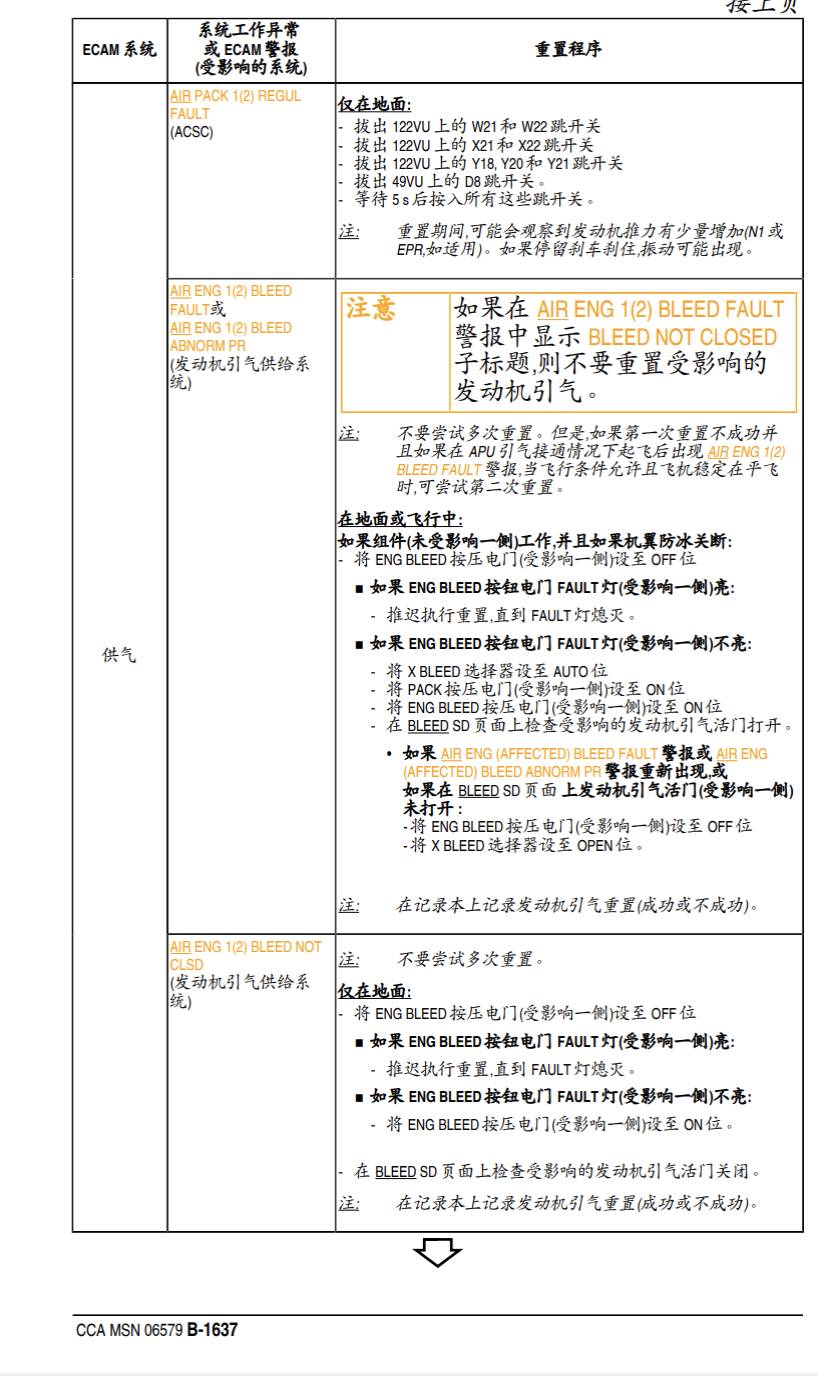 接上页
ECAM 系统
系统工作异常
或 ECAM 警报
(受影响的系统)
重置程序
供气
AIR PACK 1(2) REGUL
FAULT
(ACSC)
仅在地面:
- 拔出 122VU 上的 W21 和 W22 跳开关
- 拔出 122VU 上的 X21 和 X22 跳开关
- 拔出 122VU 上的 Y18, Y20 和 Y21 跳开关
- 拔出 49VU 上的 D8 跳开关。
- 等待 5 s 后按入所有这些跳开关。
注: 重置期间,可能会观察到发动机推力有少量增加(N1 或
EPR,如适用)。如果停留刹车刹住,振动可能出现。
AIR ENG 1(2) BLEED
FAULT或
AIR ENG 1(2) BLEED
ABNORM PR
(发动机引气供给系
统)
注意
如果在 AIR ENG 1(2) BLEED FAULT
警报中显示 BLEED NOT CLOSED
子标题,则不要重置受影响的
发动机引气。
注: 不要尝试多次重置。但是,如果第一次重置不成功并
且如果在 APU 引气接通情况下起飞后出现 AIR ENG 1(2)
BLEED FAULT 警报,当飞行条件允许且飞机稳定在平飞
时,可尝试第二次重置。
在地面或飞行中:
如果组件(未受影响一侧)工作,并且如果机翼防冰关断:
- 将 ENG BLEED 按压电门(受影响一侧)设至 OFF 位
■ 如果 ENG BLEED 按钮电门 FAULT 灯(受影响一侧)亮:
- 推迟执行重置,直到 FAULT 灯熄灭。
■ 如果 ENG BLEED 按钮电门 FAULT 灯(受影响一侧)不亮:
- 将 X BLEED 选择器设至 AUTO 位
- 将 PACK 按压电门(受影响一侧)设至 ON 位
- 将 ENG BLEED 按压电门(受影响一侧)设至 ON 位
- 在 BLEED SD 页面上检查受影响的发动机引气活门打开。
• 如果 AIR ENG (AFFECTED) BLEED FAULT 警报或 AIR ENG
(AFFECTED) BLEED ABNORM PR 警报重新出现,或
如果在 BLEED SD 页面 上发动机引气活门(受影响一侧)
未打开 :
-将 ENG BLEED 按压电门(受影响一侧)设至 OFF 位
-将 X BLEED 选择器设至 OPEN 位。
注: 在记录本上记录发动机引气重置(成功或不成功)。
AIR ENG 1(2) BLEED NOT
CLSD
(发动机引气供给系
统)
注: 不要尝试多次重置。
仅在地面:
- 将 ENG BLEED 按压电门(受影响一侧)设至 OFF 位
■ 如果 ENG BLEED 按钮电门 FAULT 灯(受影响一侧)亮:
- 推迟执行重置,直到 FAULT 灯熄灭。
■ 如果 ENG BLEED 按钮电门 FAULT 灯(受影响一侧)不亮:
- 将 ENG BLEED 按压电门(受影响一侧)设至 ON 位。
- 在 BLEED SD 页面上检查受影响的发动机引气活门关闭。
注: 在记录本上记录发动机引气重置(成功或不成功)。
CCA MSN 06579 B-1637